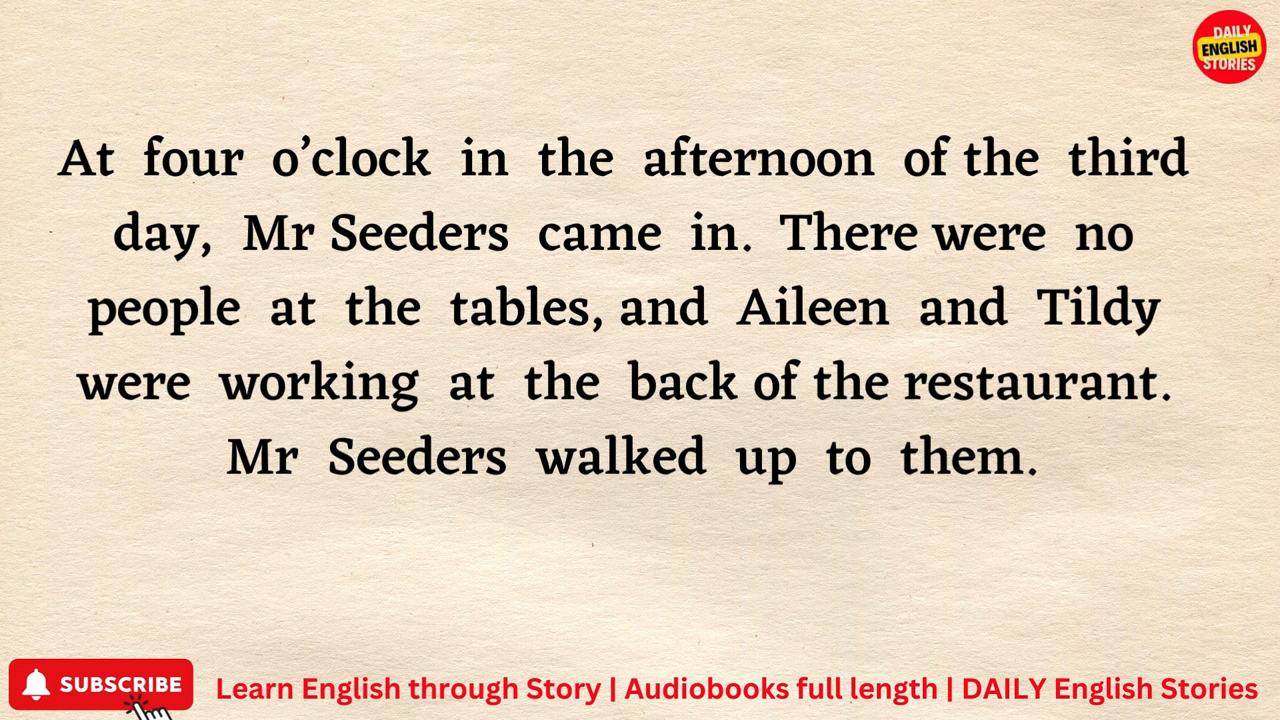 DAILY
ENGLISH
STORIES
At four o’clock in the afternoon of the third
day, Mr Seeders came in. There were no
people at the tables, and Aileen and Tildy
were working at the back of the restaurant.
Mr Seeders walked up to them.
SUBSCRIBE
Learn English through Story | Audiobooks full length | DAILY English Stories